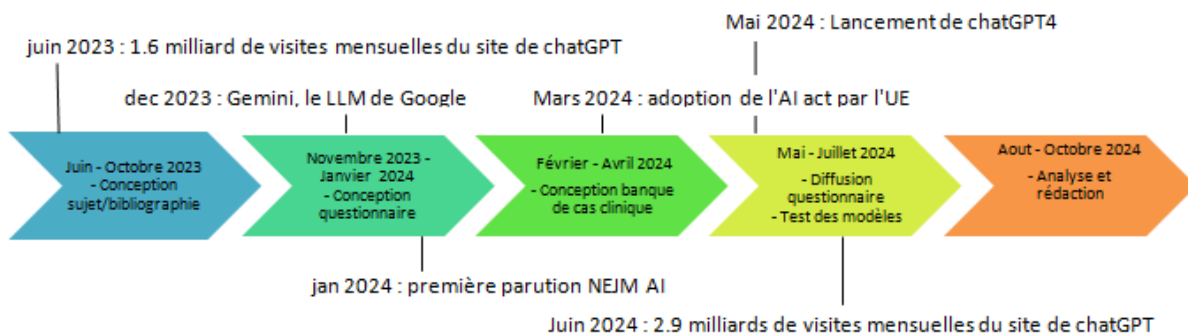 Mai 2024 : Lancement de chatGPT4
juin 2023 : 1.6 milliard de visites mensuelles du site de chatGPT
dec 2023 : Gemini, le LLM de Google
Mars 2024 : adoption de l'AI act par l'UE
Juin - Octobre 2023
- Conception
sujet/bibliographie
Novembre 2023 -
Janvier 2024
- Conception
questionnaire
Février - Avril 2024
- Conception banque
de cas clinique
Mai - Juillet 2024
- Diffusion
questionnaire
- Test des modèles
Aout - Octobre 2024
- Analyse et
rédaction
jan 2024 : première parution NEJM AI
Juin 2024 : 2.9 milliards de visites mensuelles du site de chatGPT